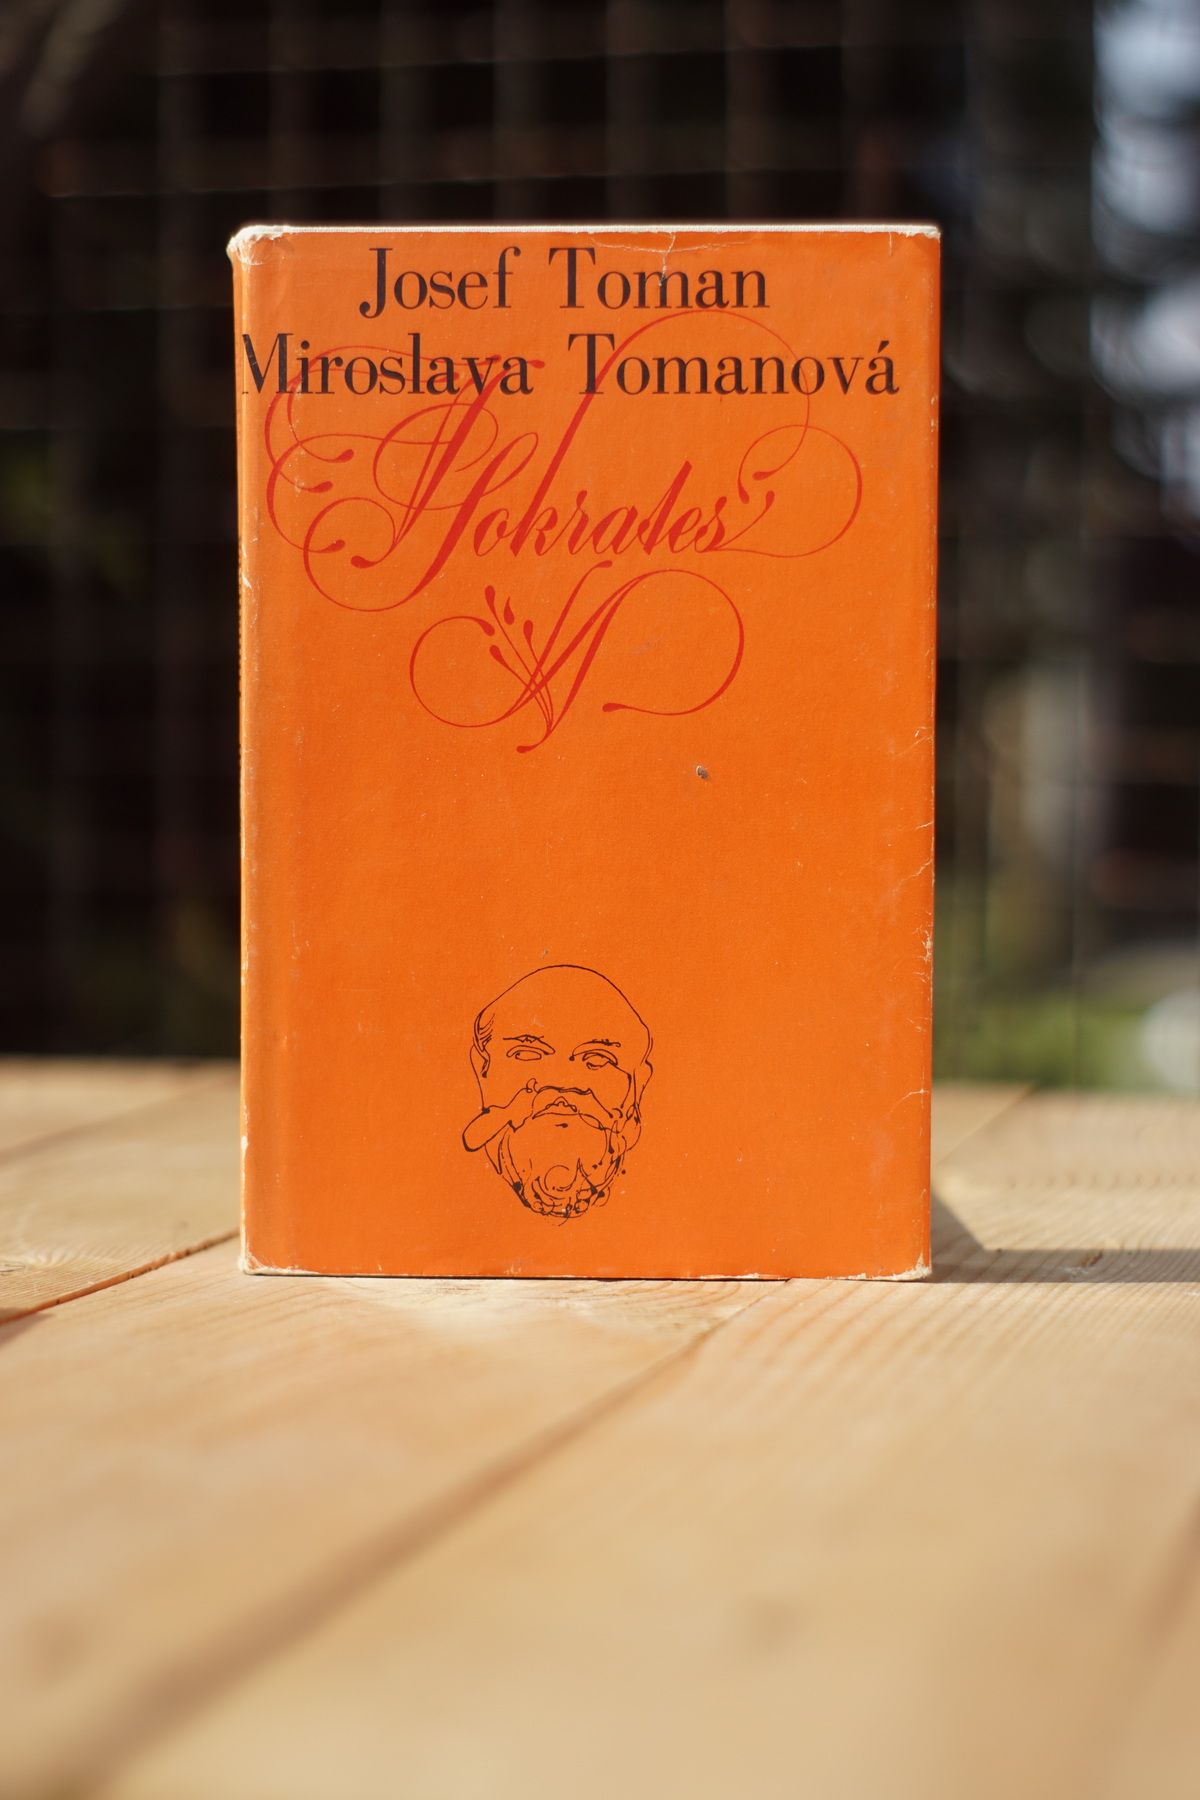 Josef Toman
Miroslava Tomanová
Sokrates